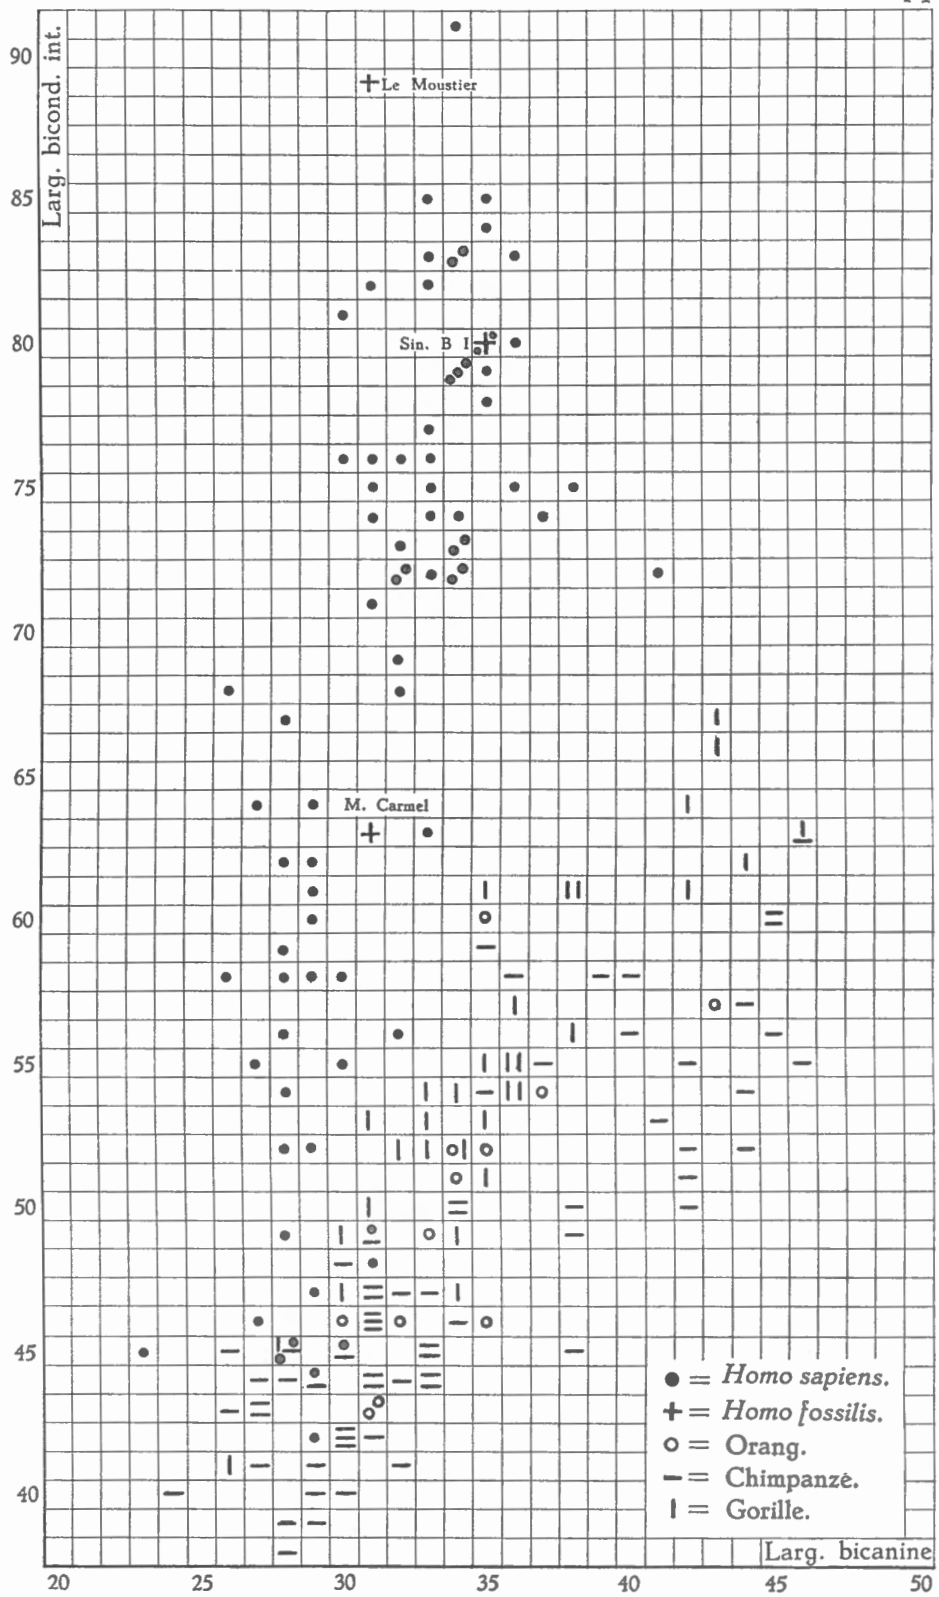 Larg. bicond. int.
90
Le Moustier
85
Sin. B I
80
75
70
65
M. Carmel
60
55
50
45
40
● = Homo sapiens.
+ = Homo fossilis.
o = Orang.
– = Chimpanzé.
| = Gorille.
Larg. bicanine
20 25 30 35 40 45 50